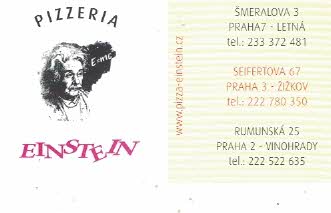 PIZZERIA
E=mc²
EINSTEIN
www.pizza-einstein.cz
ŠMERALOVA 3
PRAHA7 - LETNÁ
tel.: 233 372 481
SEIFERTOVA 67
PRAHA 3 - ŽIŽKOV
tel.: 222 780 350
RUMUNSKÁ 25
PRAHA 2 - VINOHRADY
tel.: 222 522 635